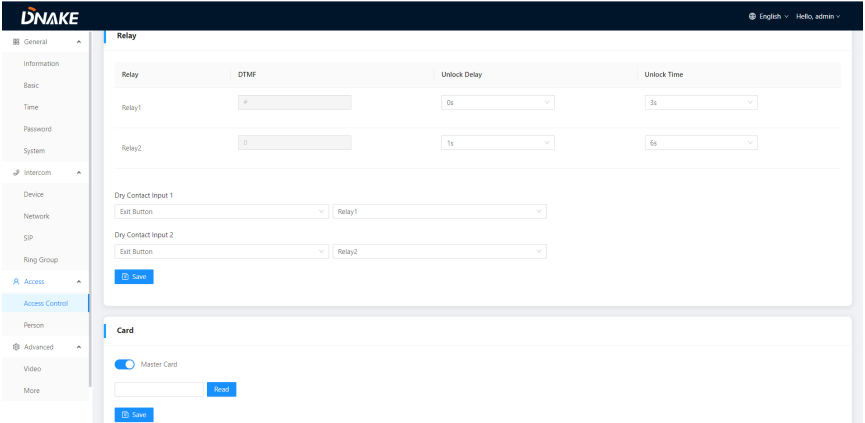 DNAKE
English
Hello, admin
General
Information
Basic
Time
Password
System
Intercom
Device
Network
SIP
Ring Group
Access
Access Control
Person
Advanced
Video
More
Relay
Relay DTMF Unlock Delay Unlock Time
Relay1 # 0s 3s
Relay2 0 1s 6s
Dry Contact Input 1
Exit Button Relay1
Dry Contact Input 2
Exit Button Relay2
Save
Card
Master Card
Read
Save